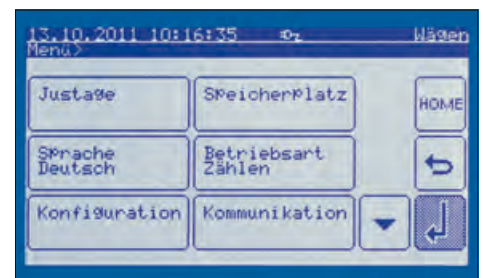 13.10.2011 10:16:35 Wägen
Menü>
Justage
Speicherplatz
HOME
Sprache
Deutsch
Betriebsart
Zählen
Konfiguration
Kommunikation